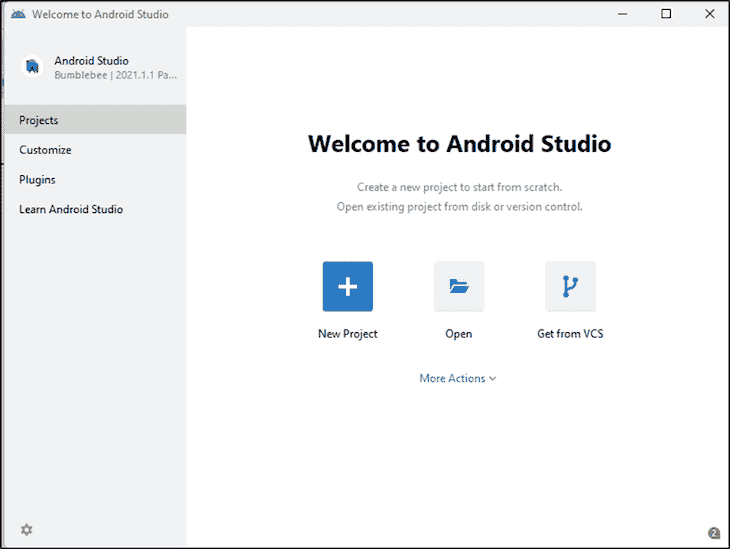 Welcome to Android Studio
Android Studio
Bumblebee | 2021.1.1 Pa...
Projects
Customize
Plugins
Learn Android Studio
Welcome to Android Studio
Create a new project to start from scratch.
Open existing project from disk or version control.
New Project
Open
Get from VCS
More Actions
2